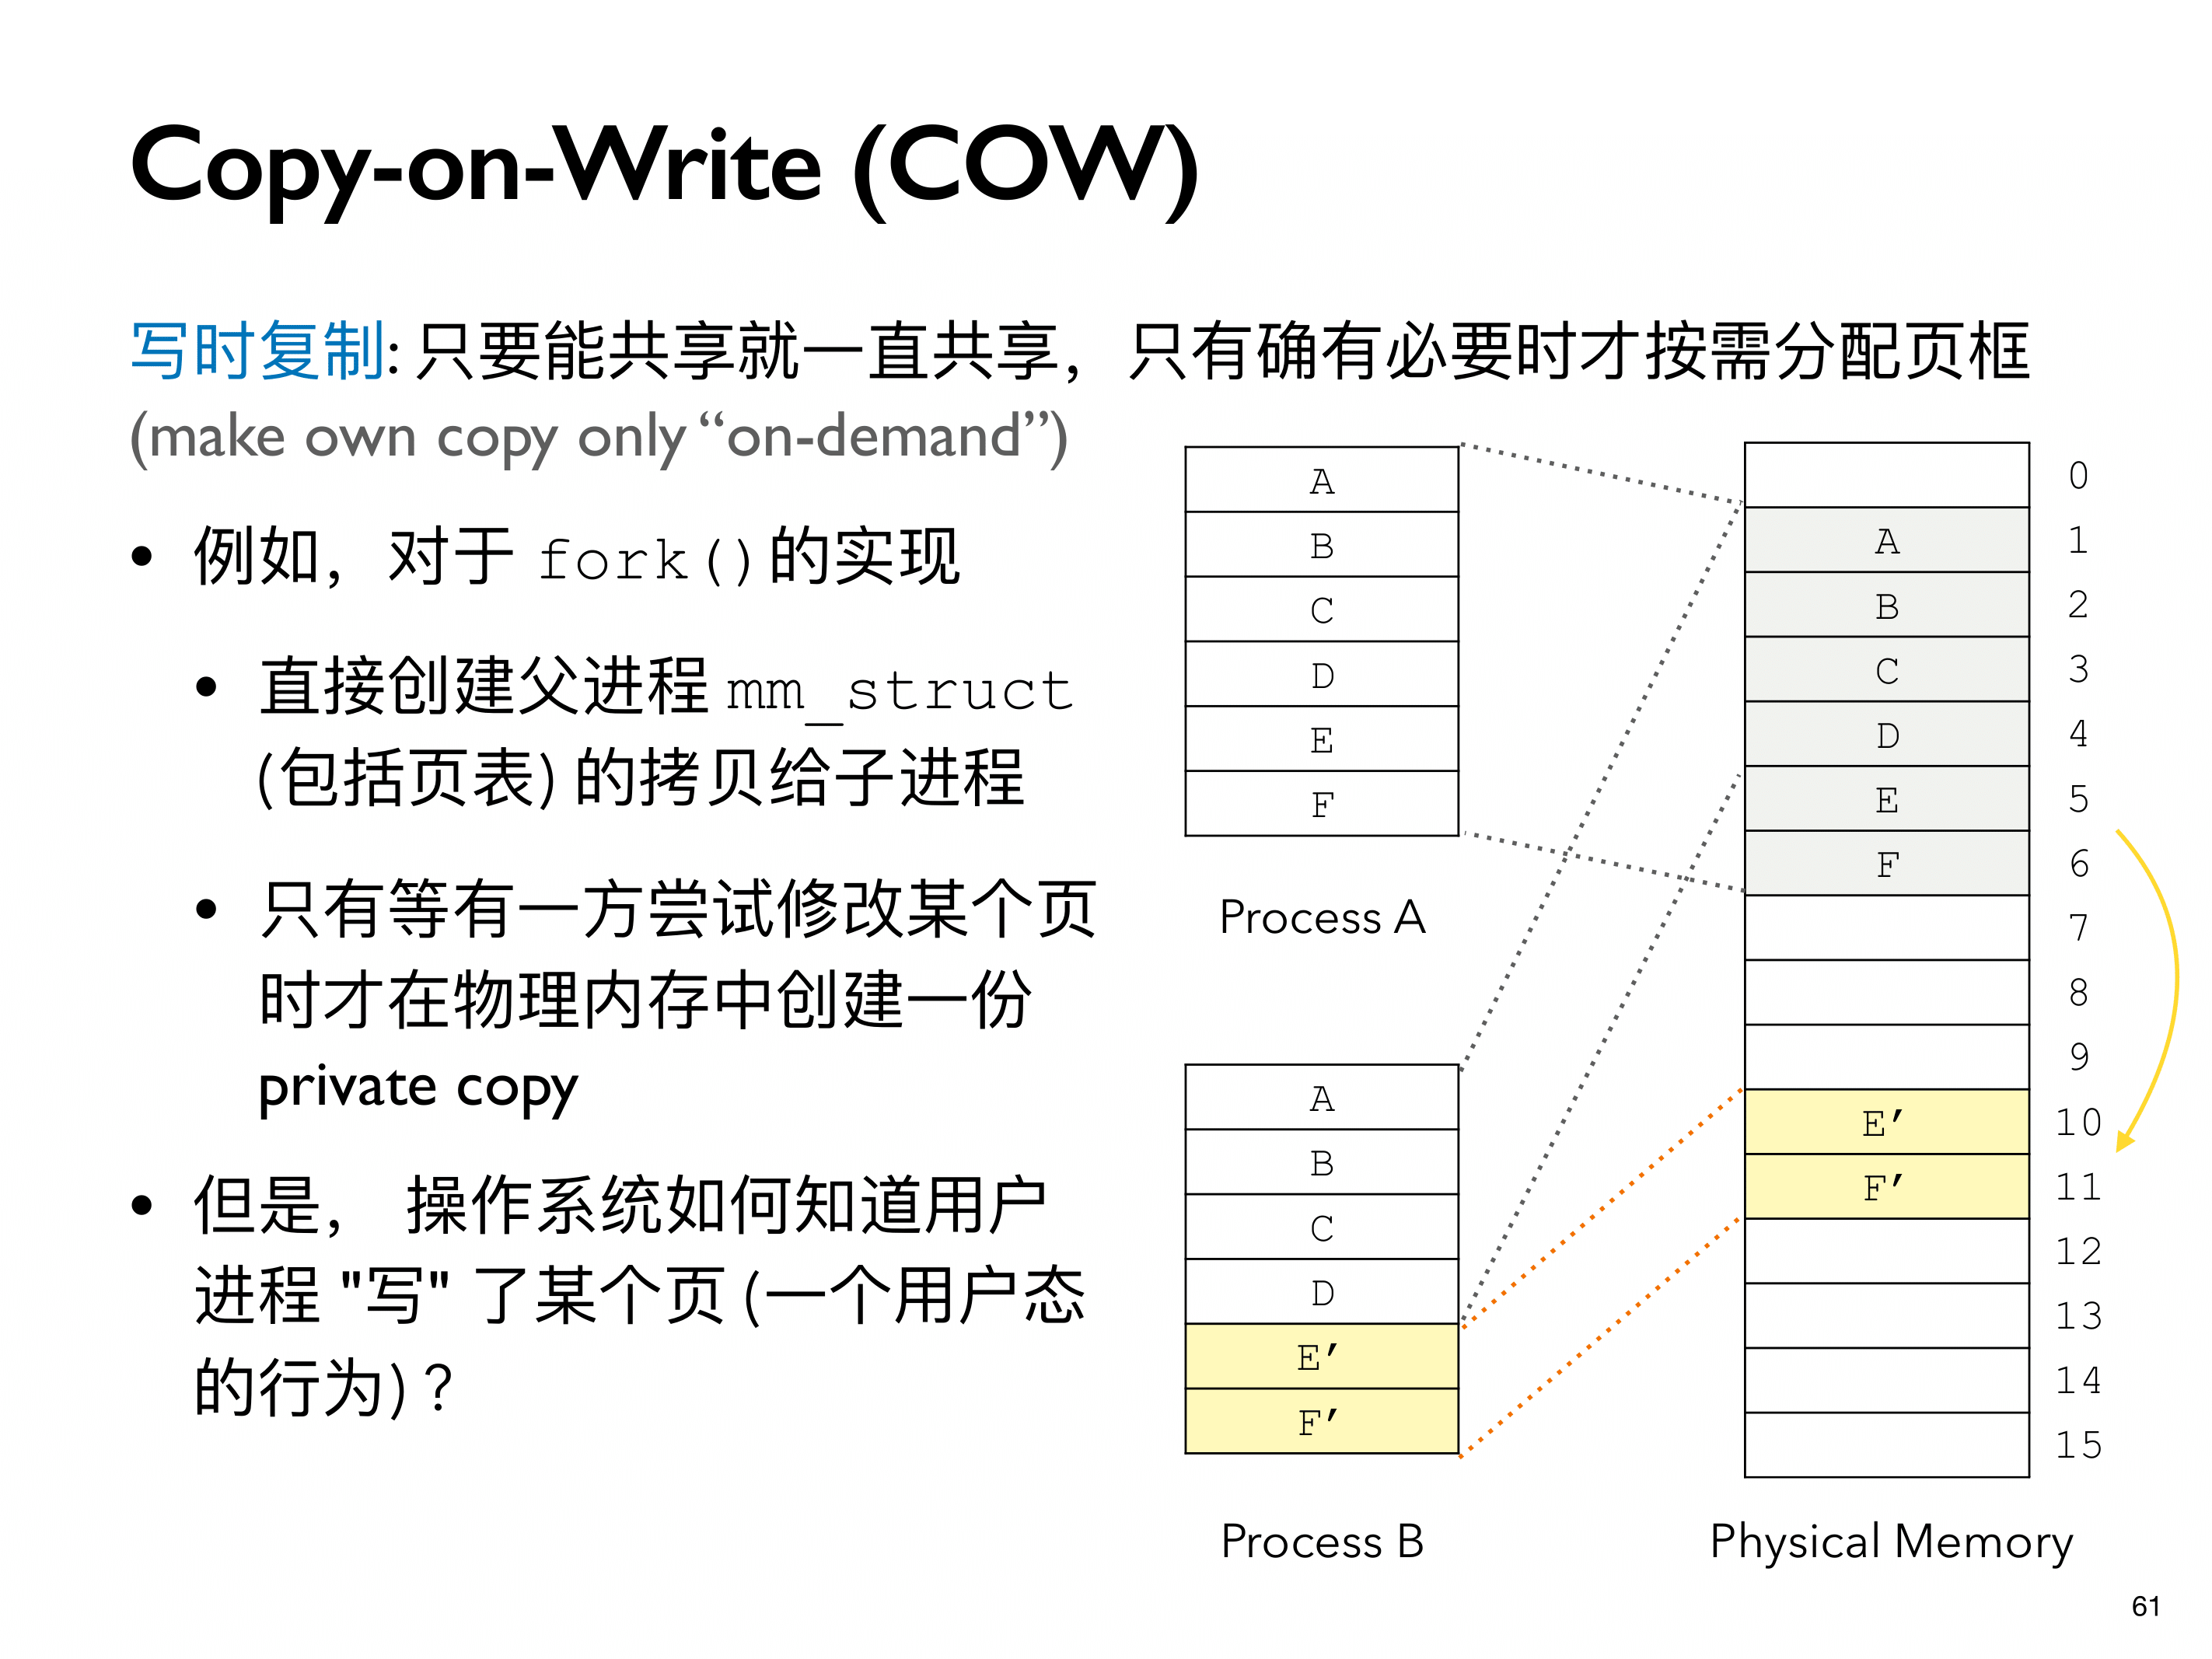 Copy-on-Write (COW)
写时复制: 只要能共享就一直共享，只有确有必要时才按需分配页框
(make own copy only “on-demand”)
• 例如，对于 fork()的实现
• 直接创建父进程 mm_struct
(包括页表) 的拷贝给子进程
• 只有等有一方尝试修改某个页
时才在物理内存中创建一份
private copy
• 但是， 操作系统如何知道用户
进程 "写" 了某个页 (一个用户态
的行为)？
A
B
C
D
E
F
Process A
A
B
C
D
E′
F′
Process B
0
A 1
B 2
C 3
D 4
E 5
F 6
7
8
9
E′ 10
F′ 11
12
13
14
15
Physical Memory
61